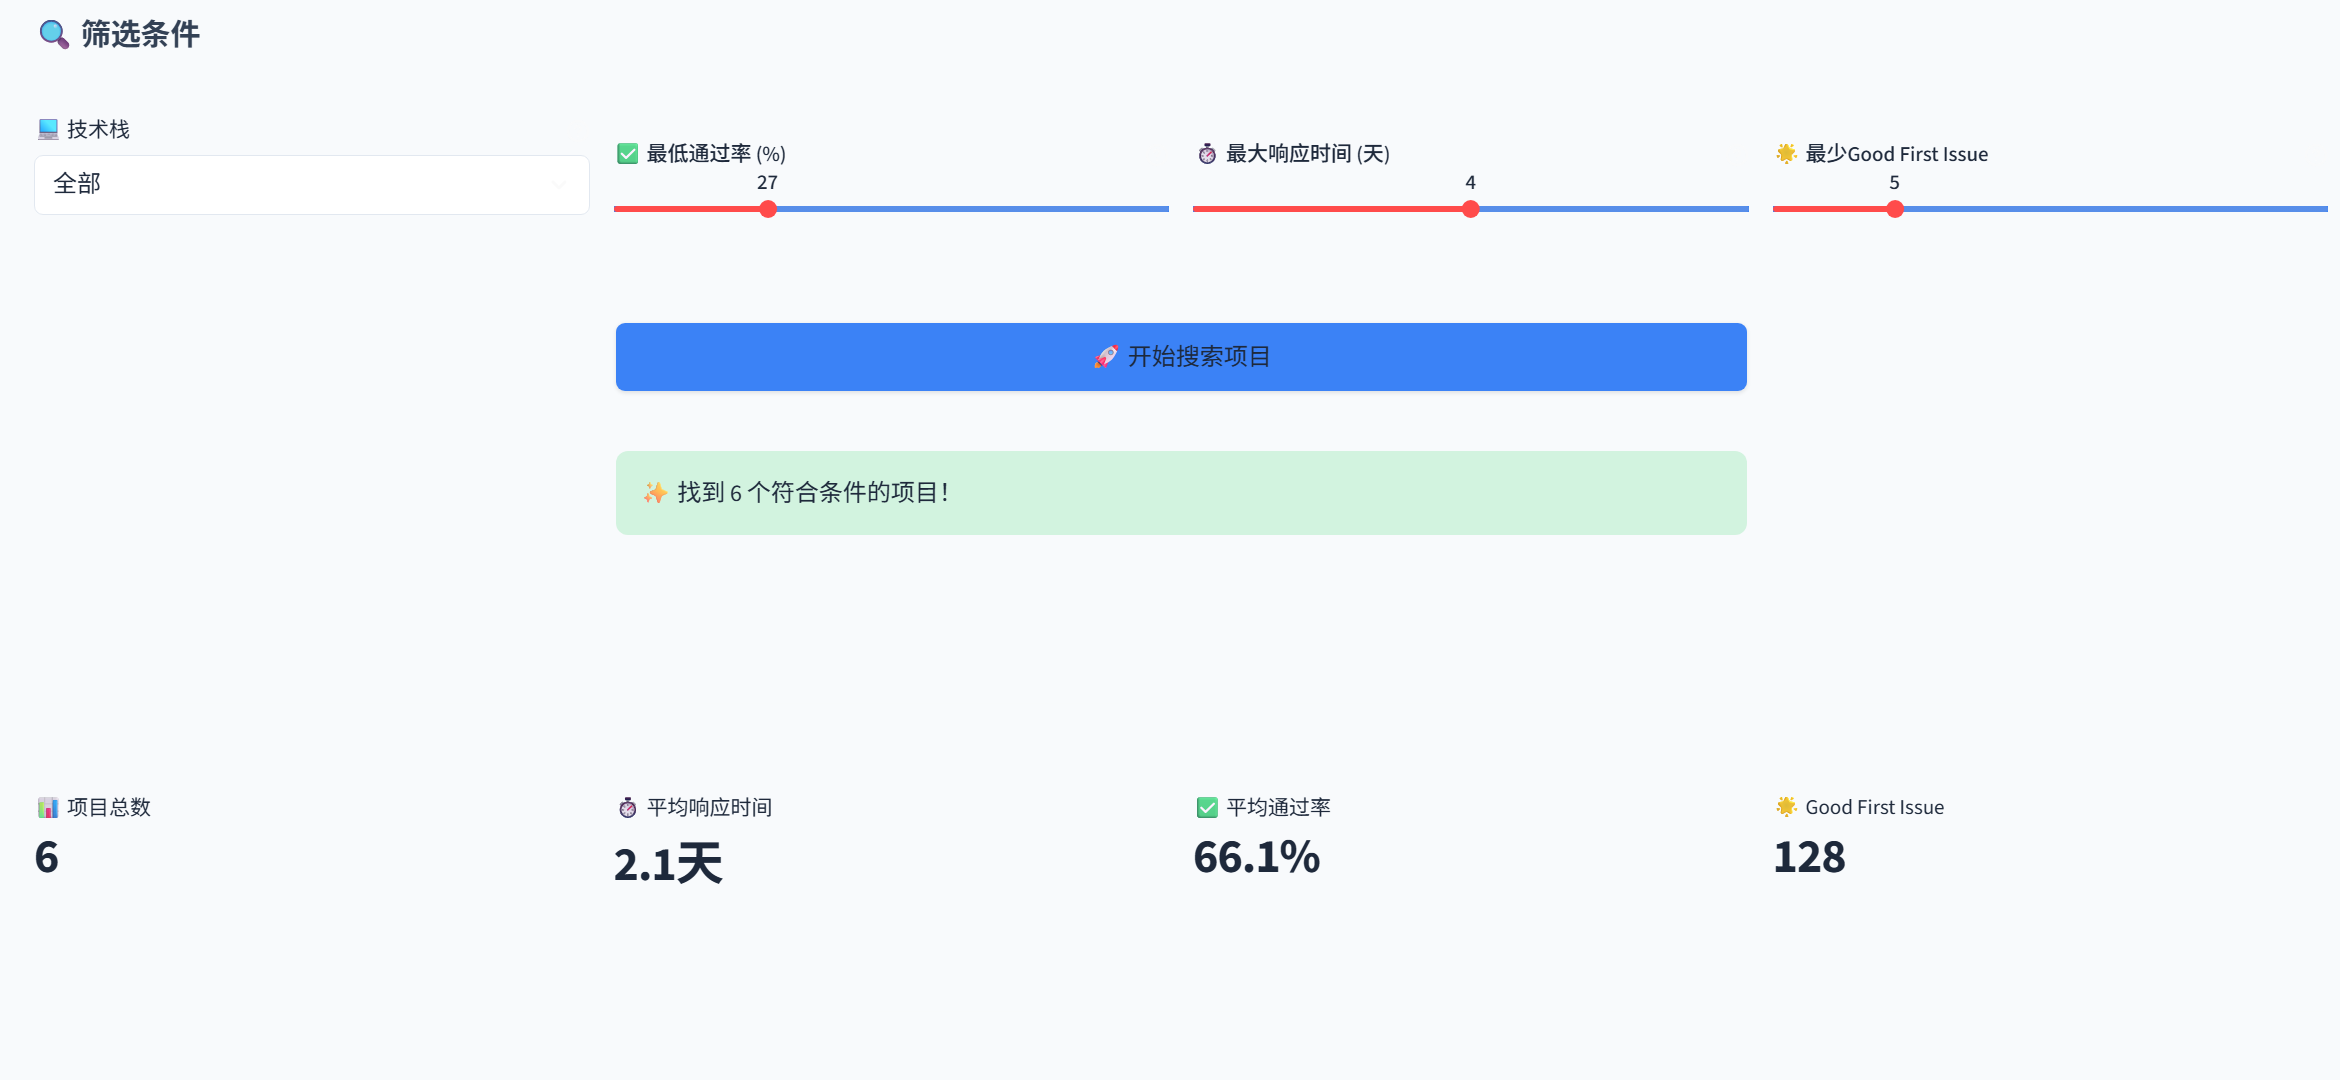 筛选条件
技术栈
全部
最低通过率 (%)
27
最大响应时间 (天)
4
最少Good First Issue
5
开始搜索项目
找到 6 个符合条件的项目！
项目总数
6
平均响应时间
2.1天
平均通过率
66.1%
Good First Issue
128